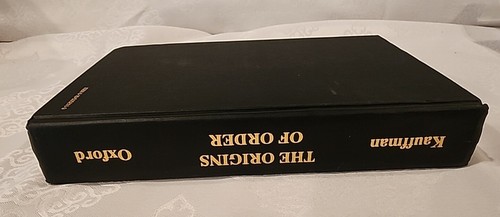 Kauffman
THE ORIGINS
OF ORDER
Oxford